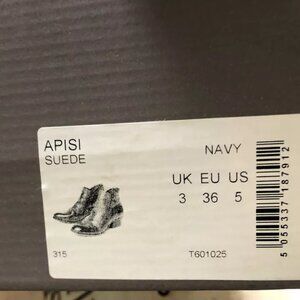 APISI
SUEDE
NAVY
UK EU US
3 36 5
315
T601025
5 055337 187912